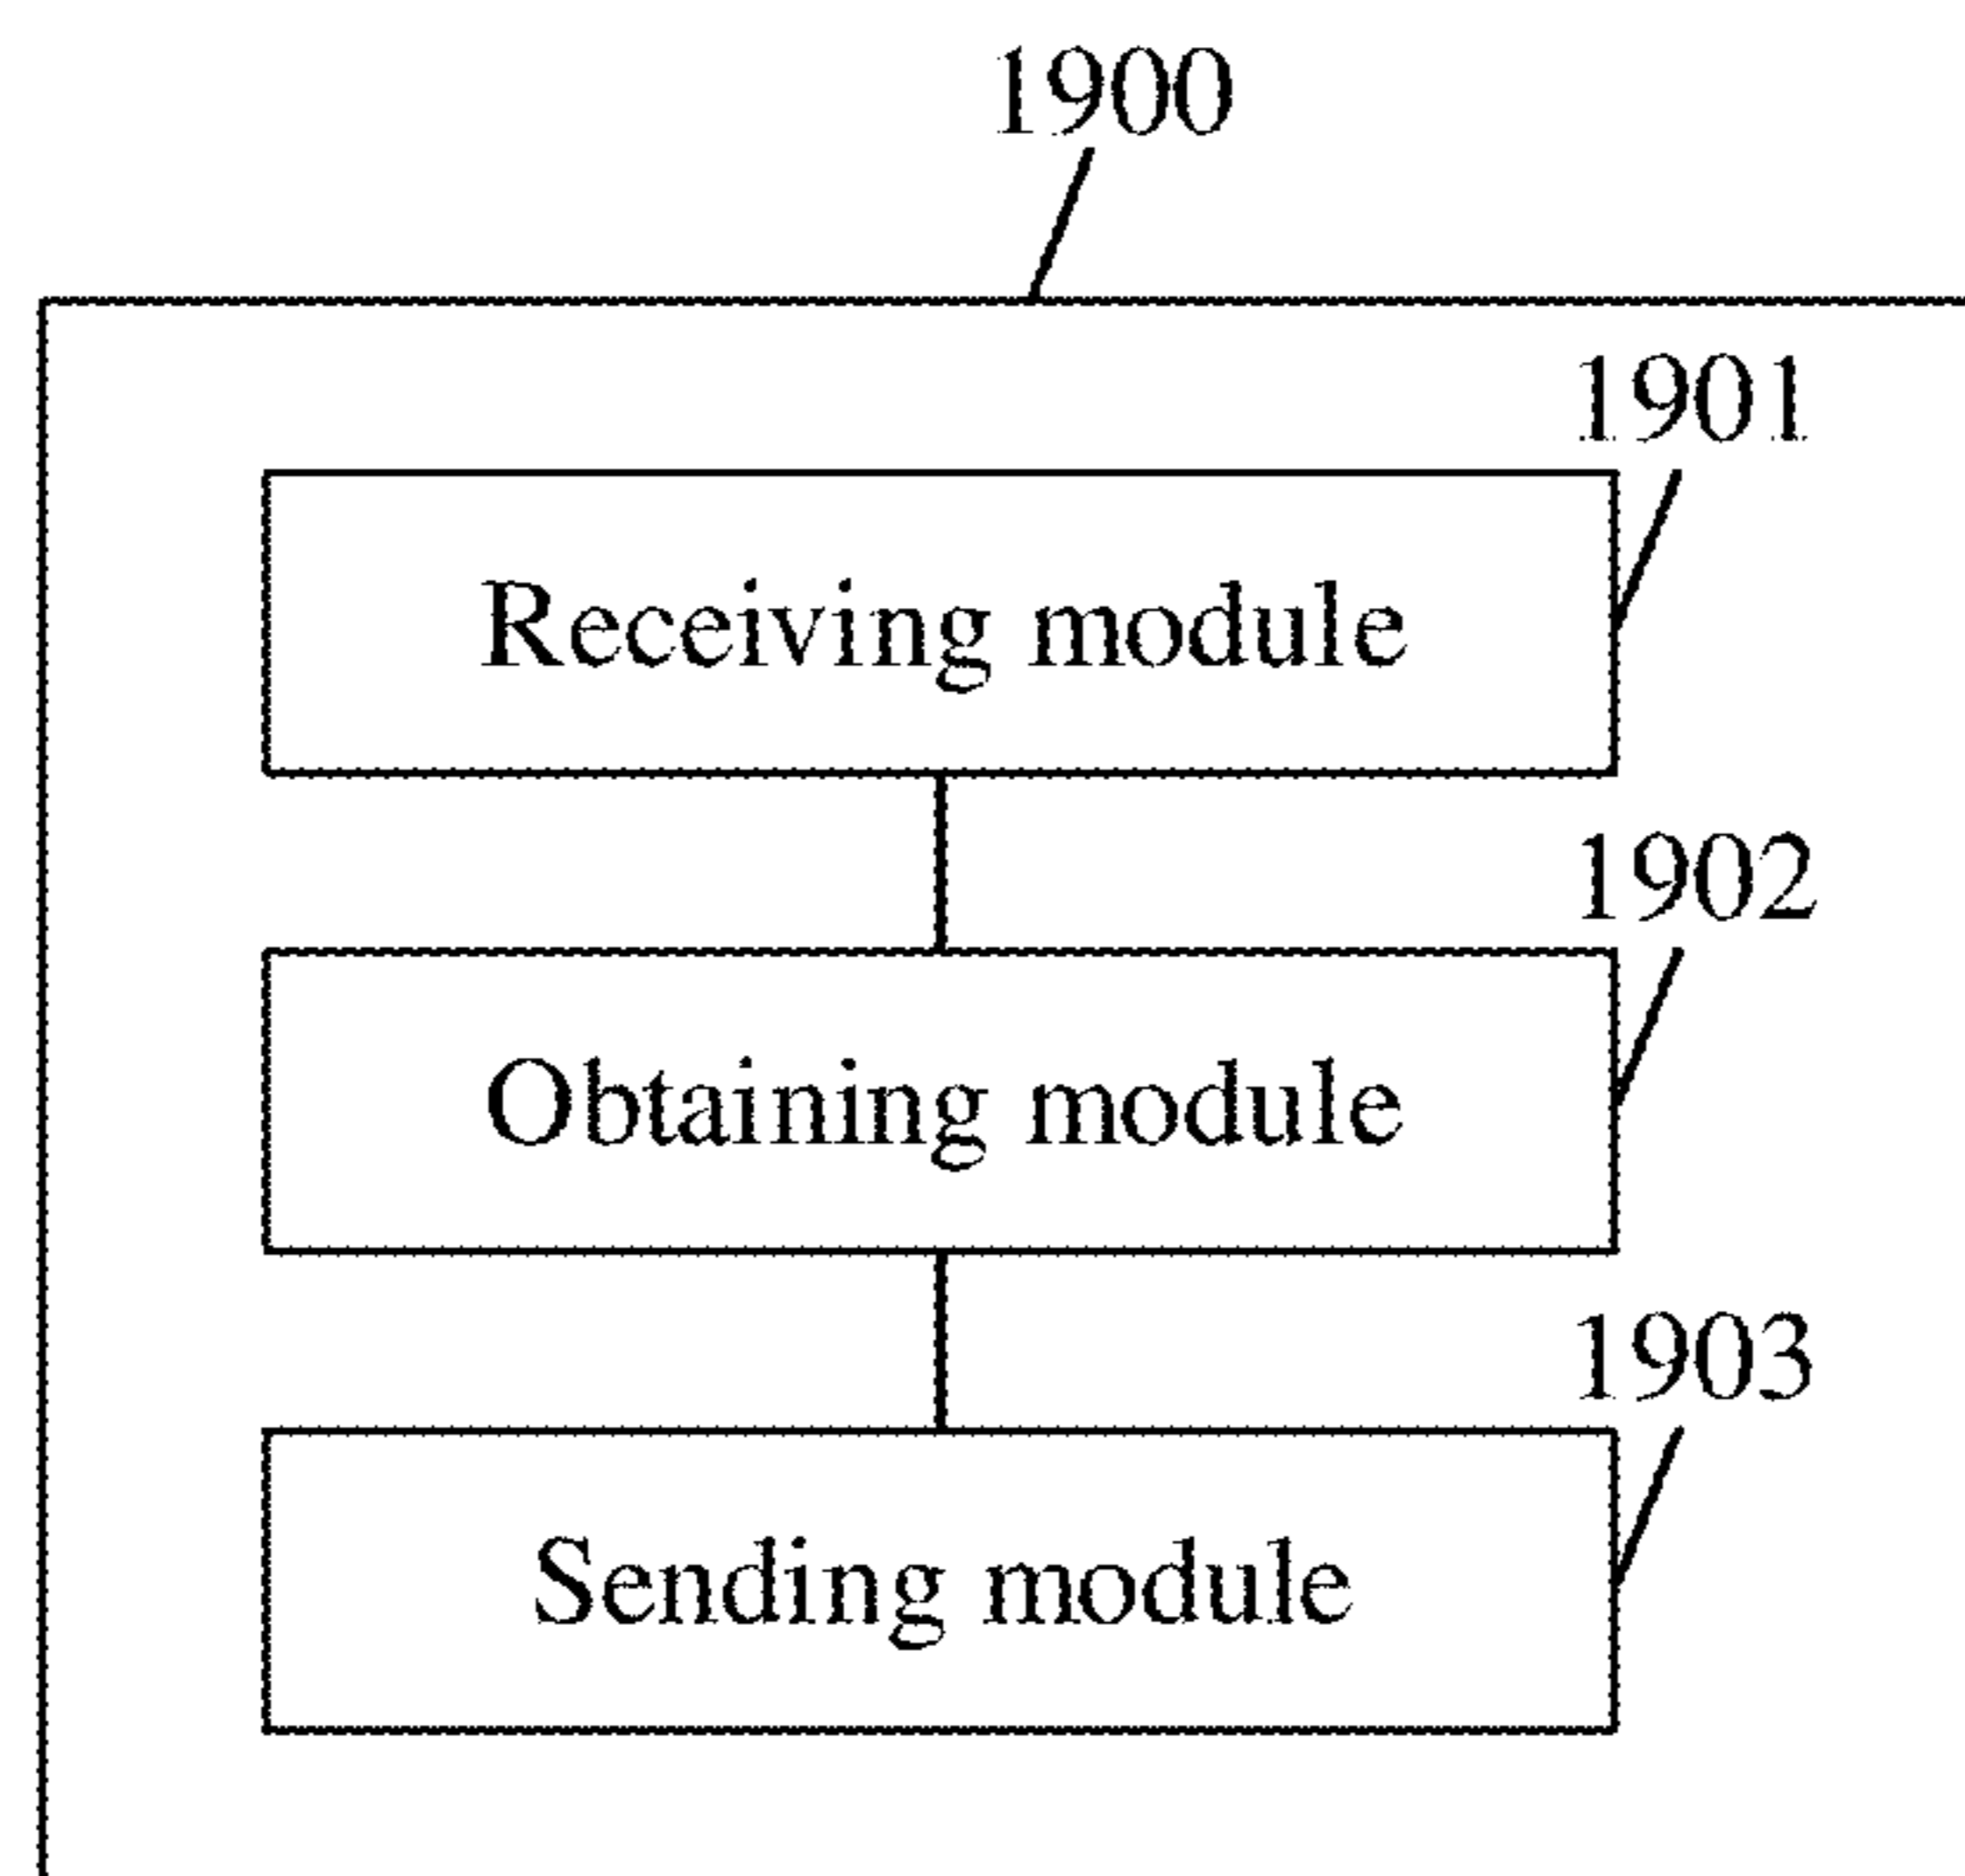 1900
1901
Receiving module
1902
Obtaining module
1903
Sending module